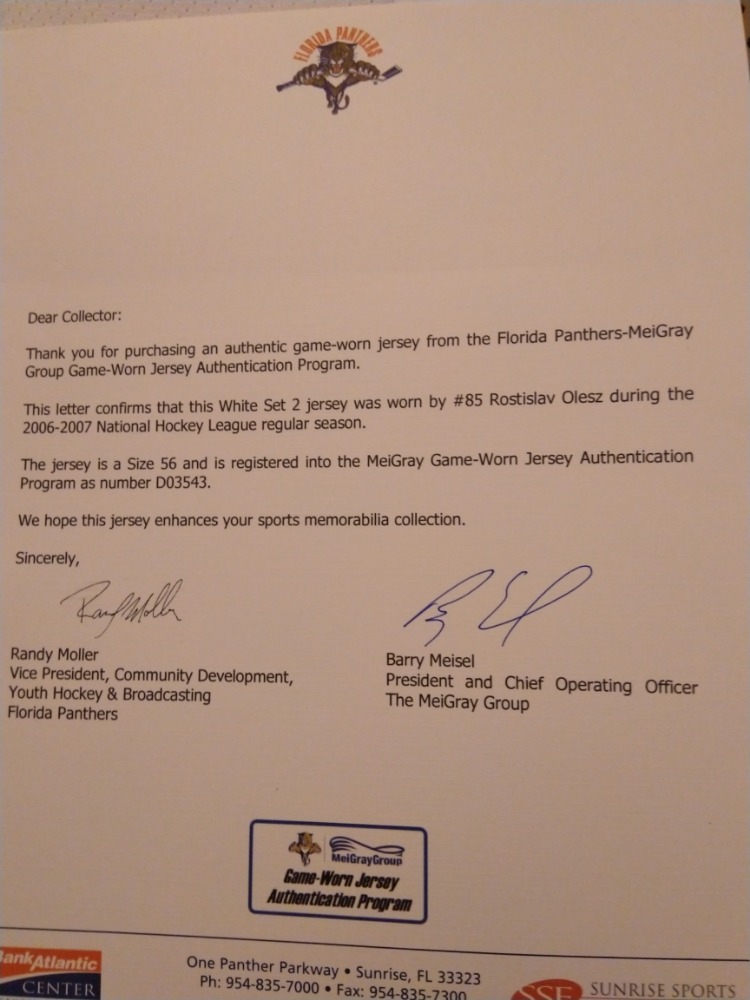 FLORIDA PANTHERS
Dear Collector:
Thank you for purchasing an authentic game-worn jersey from the Florida Panthers-MeiGray
Group Game-Worn Jersey Authentication Program.
This letter confirms that this White Set 2 jersey was worn by #85 Rostislav Olesz during the
2006-2007 National Hockey League regular season.
The jersey is a Size 56 and is registered into the MeiGray Game-Worn Jersey Authentication
Program as number D03543.
We hope this jersey enhances your sports memorabilia collection.
Sincerely,
Randy Moller
Randy Moller
Vice President, Community Development,
Youth Hockey & Broadcasting
Florida Panthers
Barry Meisel
President and Chief Operating Officer
The MeiGray Group
MeiGrayGroup
Game-Worn Jersey
Authentication Program
BankAtlantic
CENTER
One Panther Parkway • Sunrise, FL 33323
Ph: 954-835-7000 • Fax: 954-835-7300
SSE
SUNRISE SPORTS